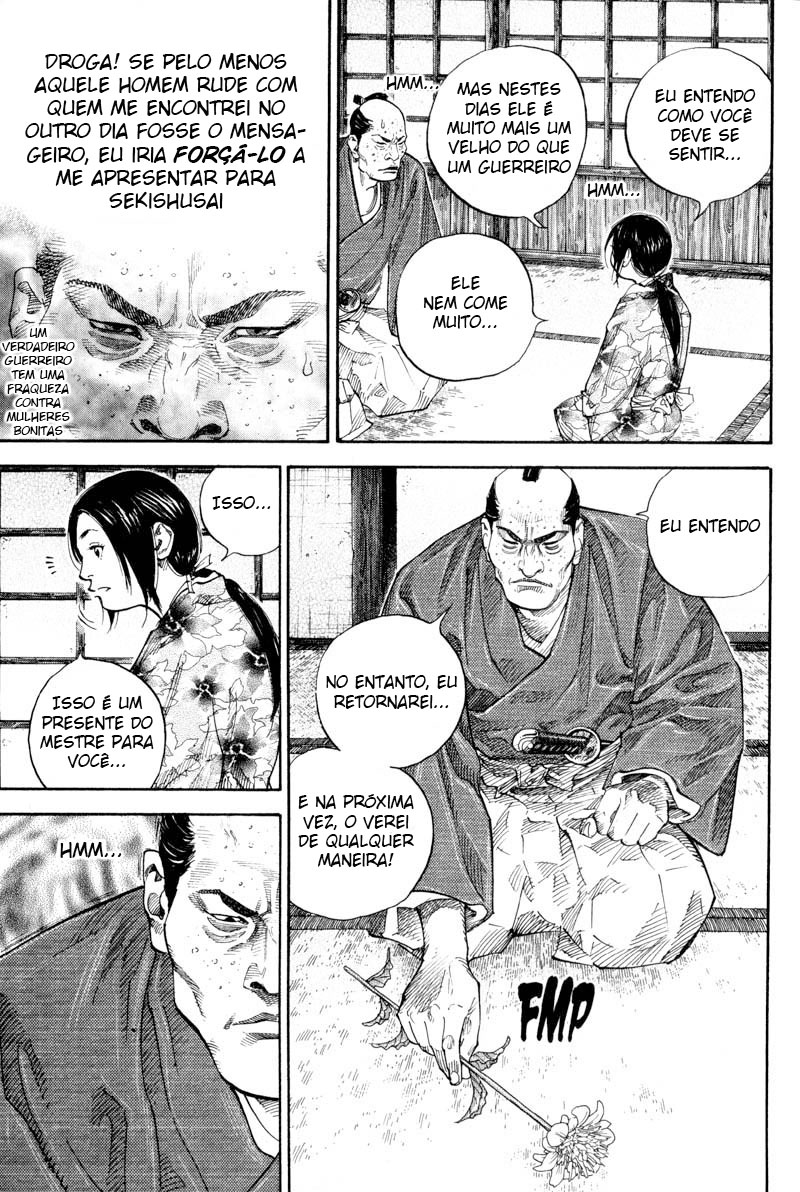 EU ENTENDO
COMO VOCÊ
DEVE SE
SENTIR...
MAS NESTES
DIAS ELE É
MUITO MAIS UM
VELHO DO QUE
UM GUERREIRO
HMM...
HMM...
ELE
NEM COME
MUITO...
DROGA! SE PELO MENOS
AQUELE HOMEM RUDE COM
QUEM ME ENCONTREI NO
OUTRO DIA FOSSE O MENSA-
GEIRO, EU IRIA FORÇÁ-LO A
ME APRESENTAR PARA
SEKISHUSAI
UM
VERDADEIRO
GUERREIRO
TEM UMA
FRAQUEZA
CONTRA
MULHERES
BONITAS
EU ENTENDO
NO ENTANTO, EU
RETORNAREI...
E NA PRÓXIMA
VEZ, O VEREI
DE QUALQUER
MANEIRA!
FMP
ISSO...
ISSO É UM
PRESENTE DO
MESTRE PARA
VOCÊ...
HMM...